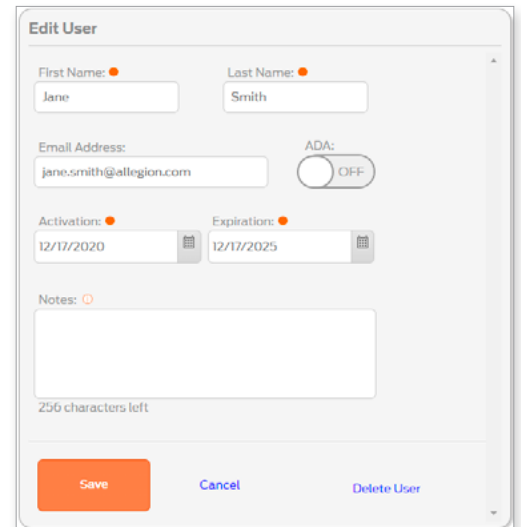 Edit User
First Name: Last Name:
Jane Smith
Email Address: ADA:
jane.smith@allegion.com OFF
Activation: Expiration:
12/17/2020 12/17/2025
Notes:
256 characters left
Save Cancel Delete User